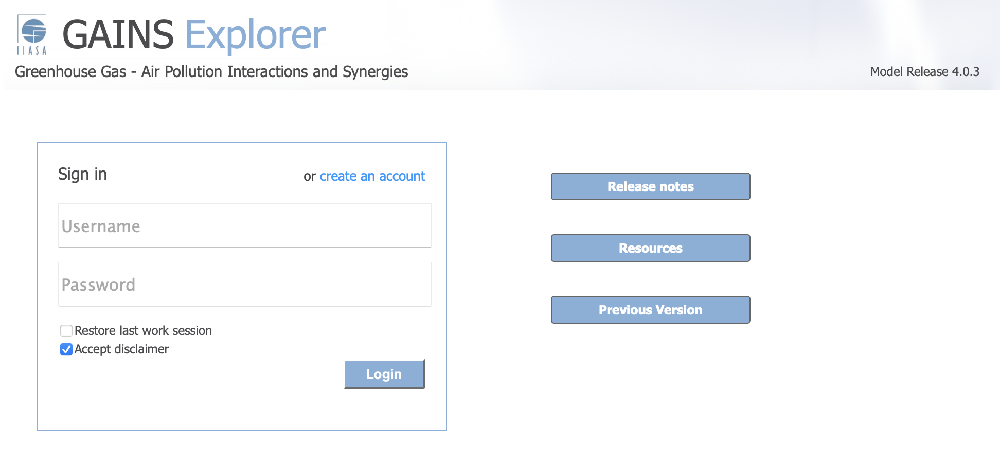 IIASA
GAINS Explorer
Greenhouse Gas - Air Pollution Interactions and Synergies
Model Release 4.0.3
Sign in
or create an account
Username
Password
Restore last work session
Accept disclaimer
Login
Release notes
Resources
Previous Version